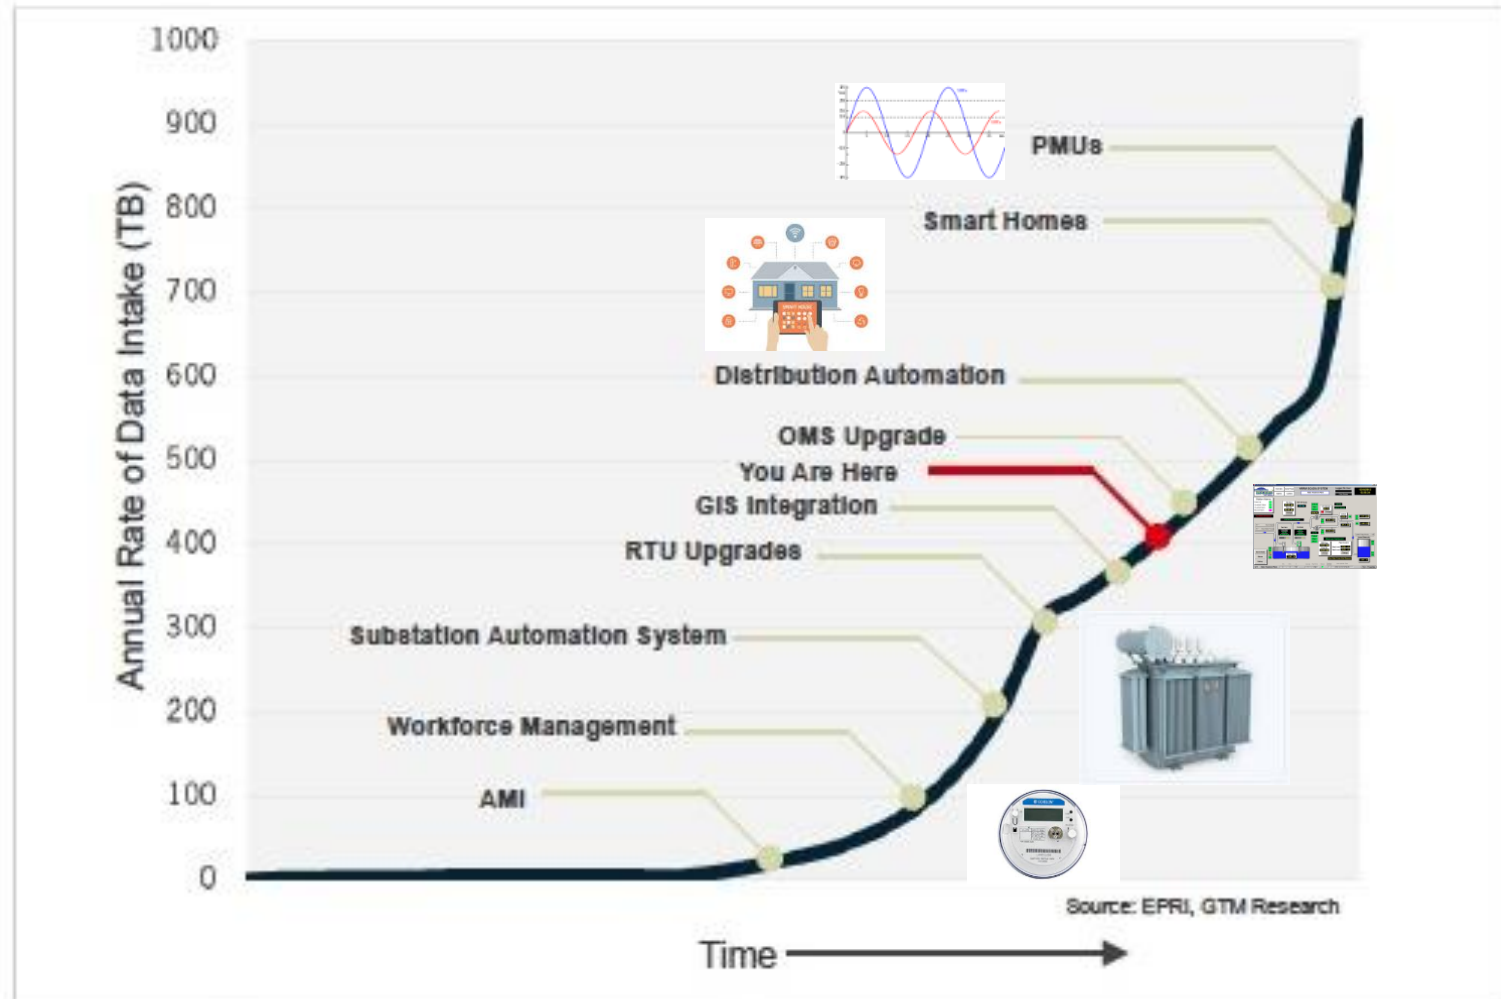 1000
900
800
700
600
500
400
300
200
100
0
Annual Rate of Data Intake (TB)
PMUs
Smart Homes
Distribution Automation
OMS Upgrade
You Are Here
GIS Integration
RTU Upgrades
Substation Automation System
Workforce Management
AMI
Source: EPRI, GTM Research
Time